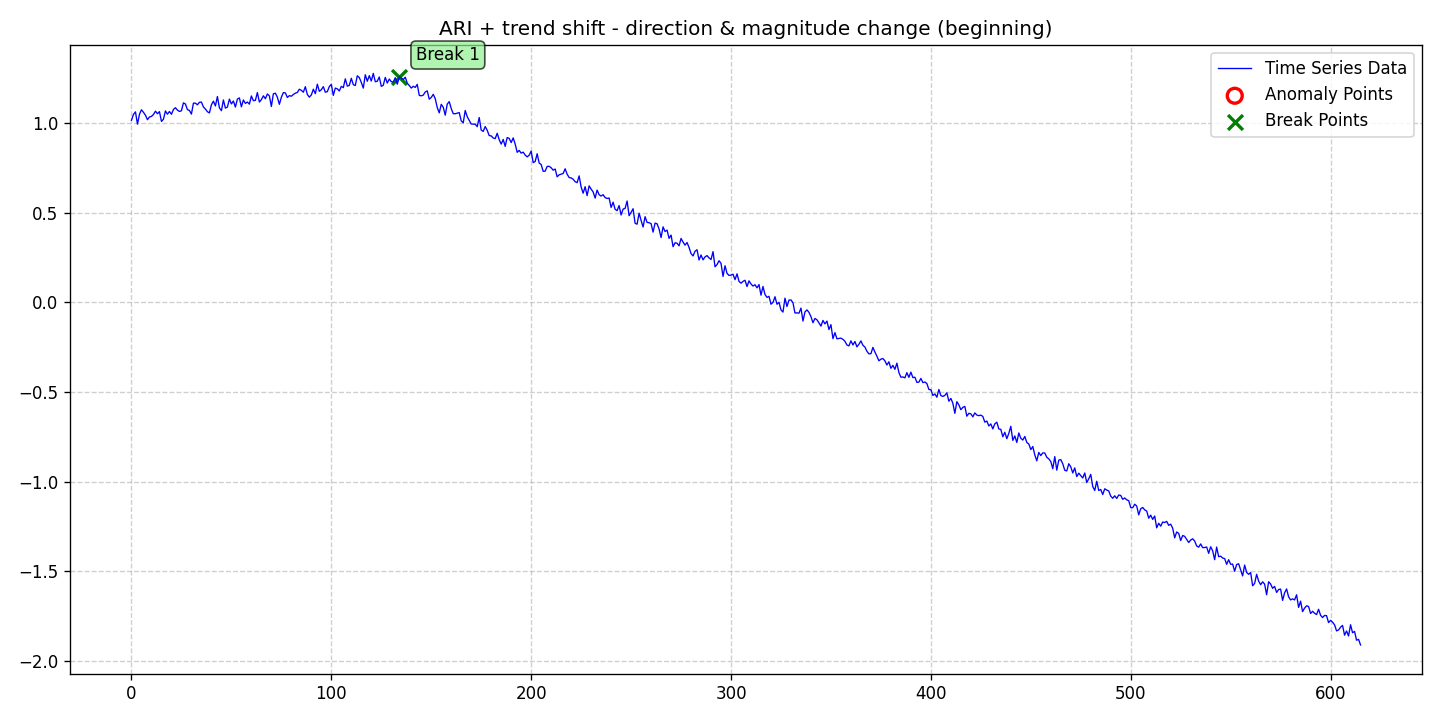 ARI + trend shift - direction & magnitude change (beginning)
Break 1
Time Series Data
Anomaly Points
Break Points
1.0
0.5
0.0
−0.5
−1.0
−1.5
−2.0
0 100 200 300 400 500 600